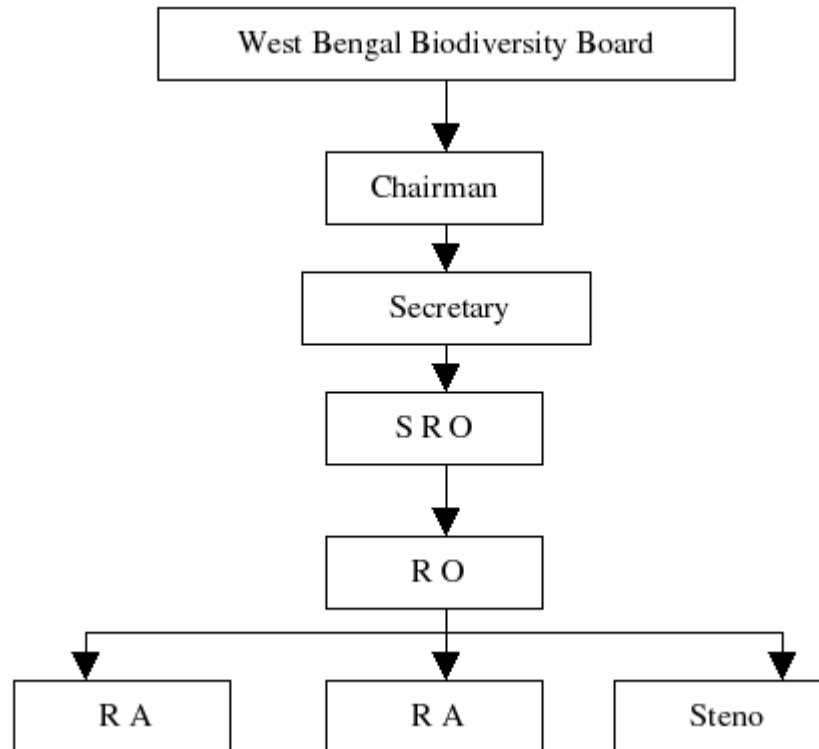 West Bengal Biodiversity Board
Chairman
Secretary
S R O
R O
R A
R A
Steno